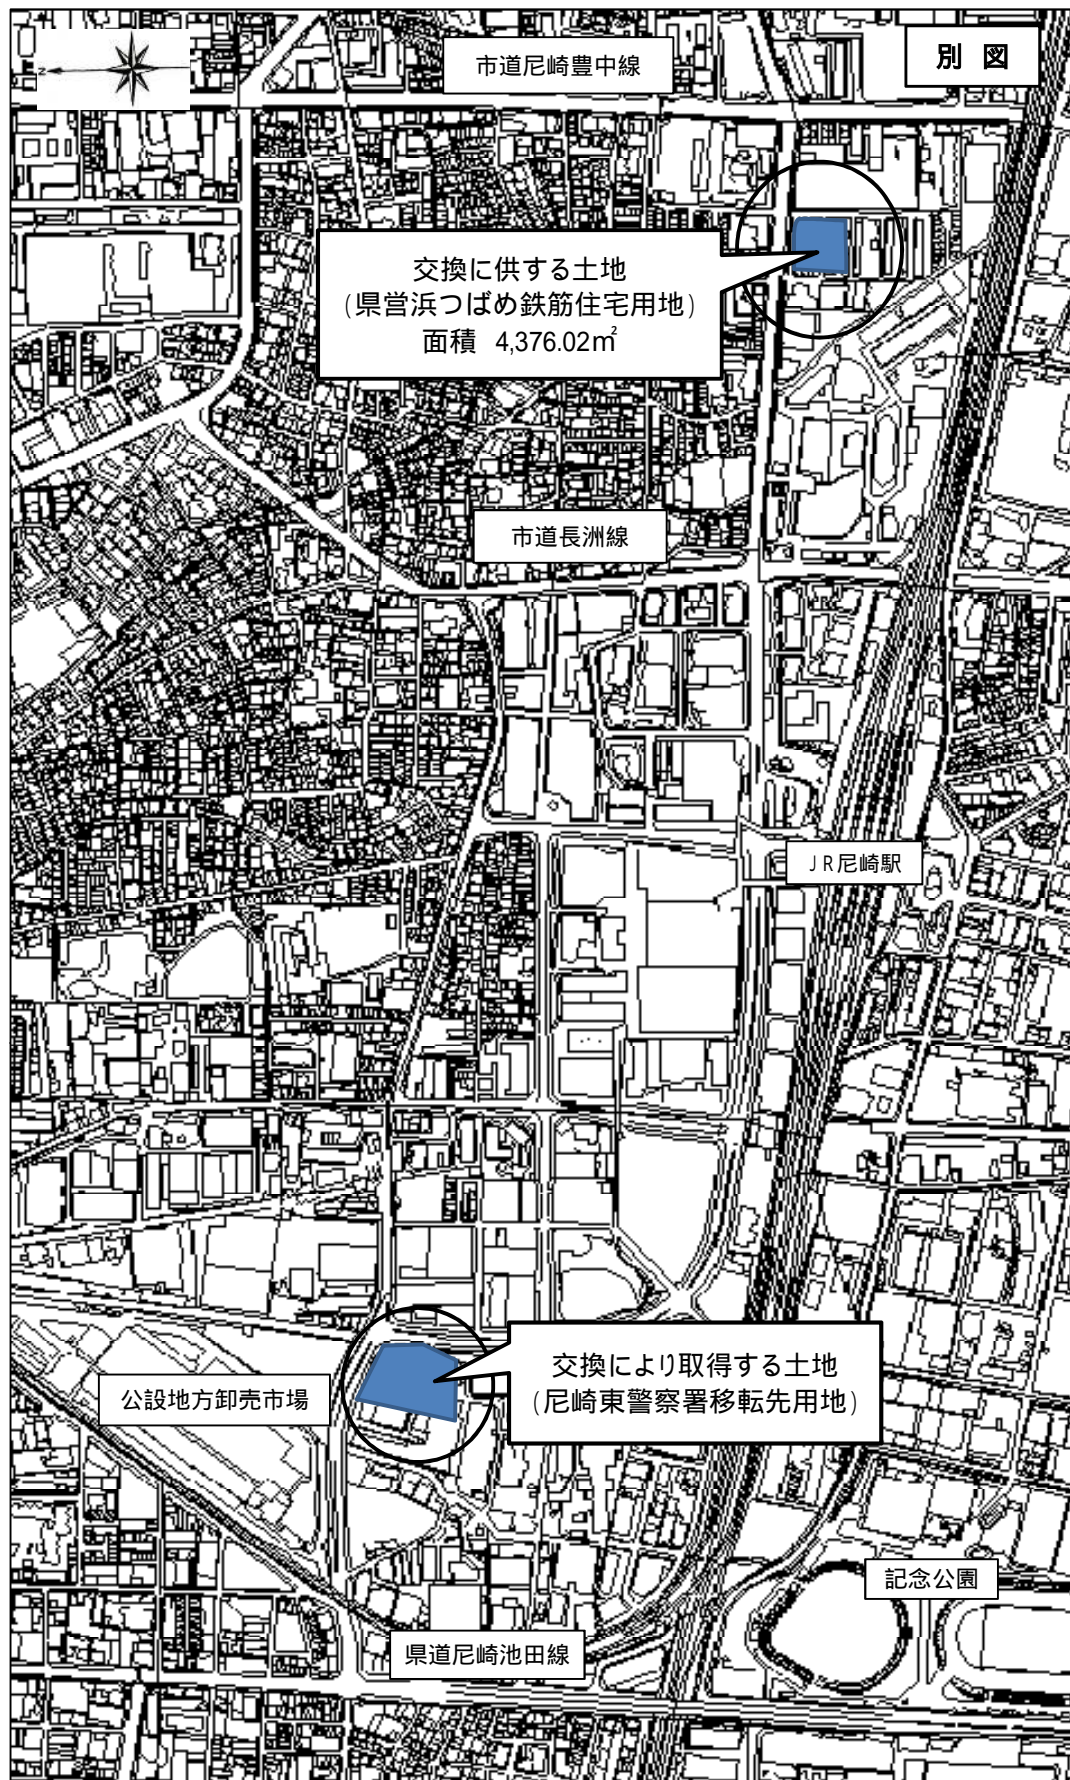 別 図
市道尼崎豊中線
交換に供する土地
(県営浜つばめ鉄筋住宅用地)
面積 4,376.02㎡
市道長洲線
JR尼崎駅
交換により取得する土地
(尼崎東警察署移転先用地)
公設地方卸売市場
記念公園
県道尼崎池田線